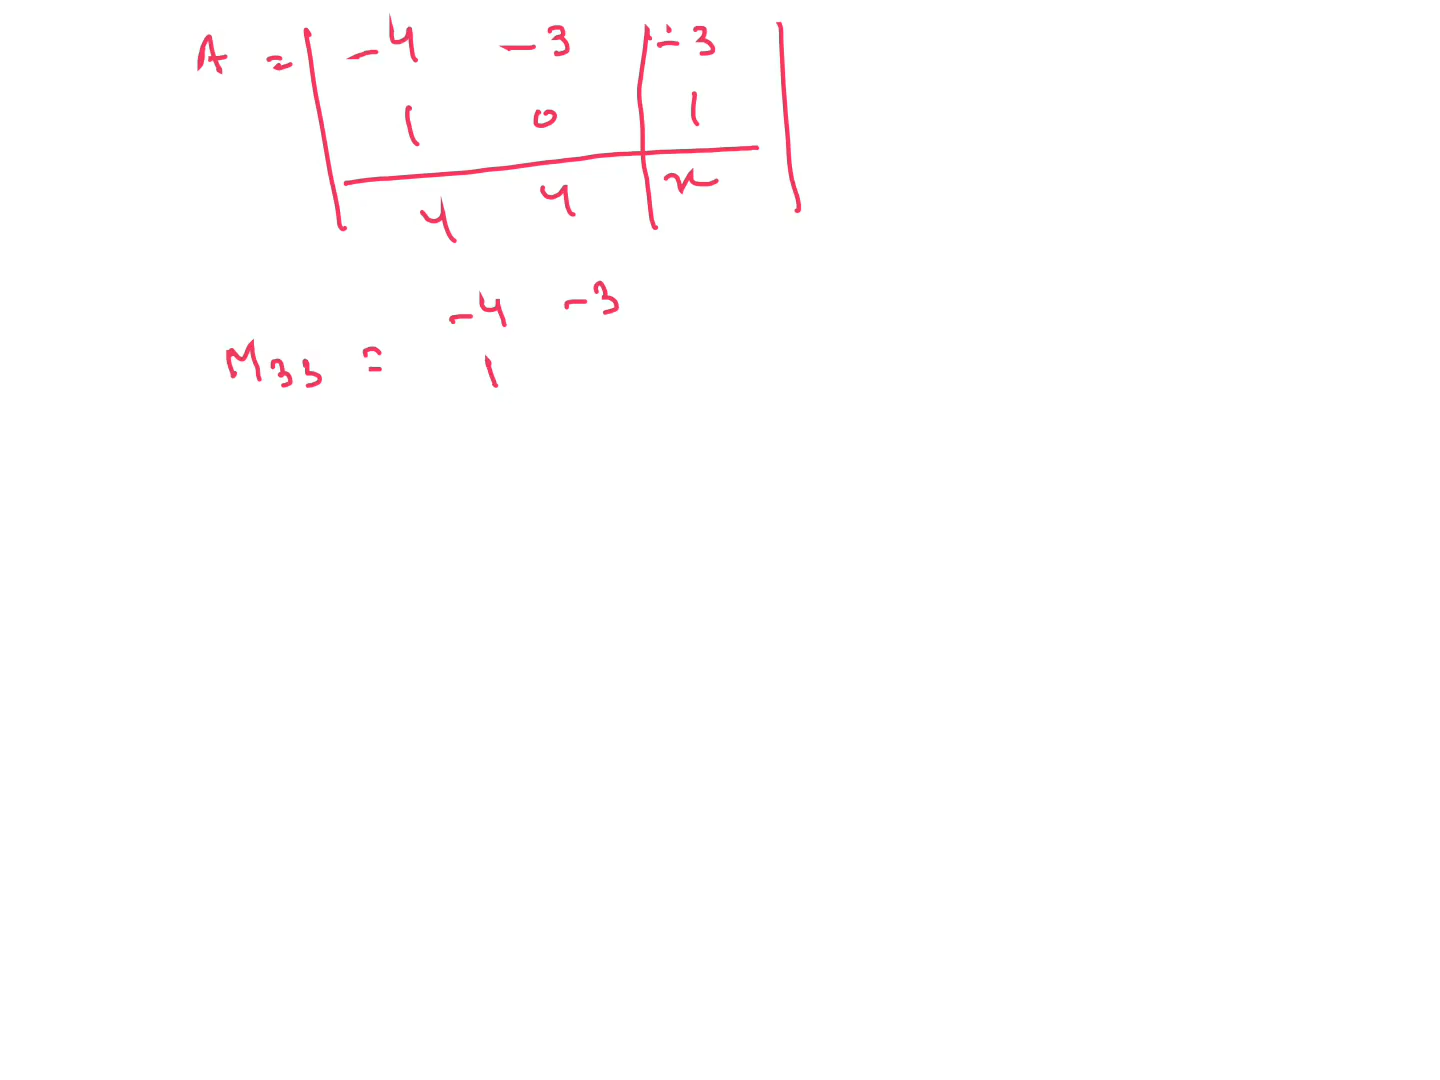 A = | -4 -3 | -3 |
1 0 | 1
4 4 | x
-4 -3
M33 = 1